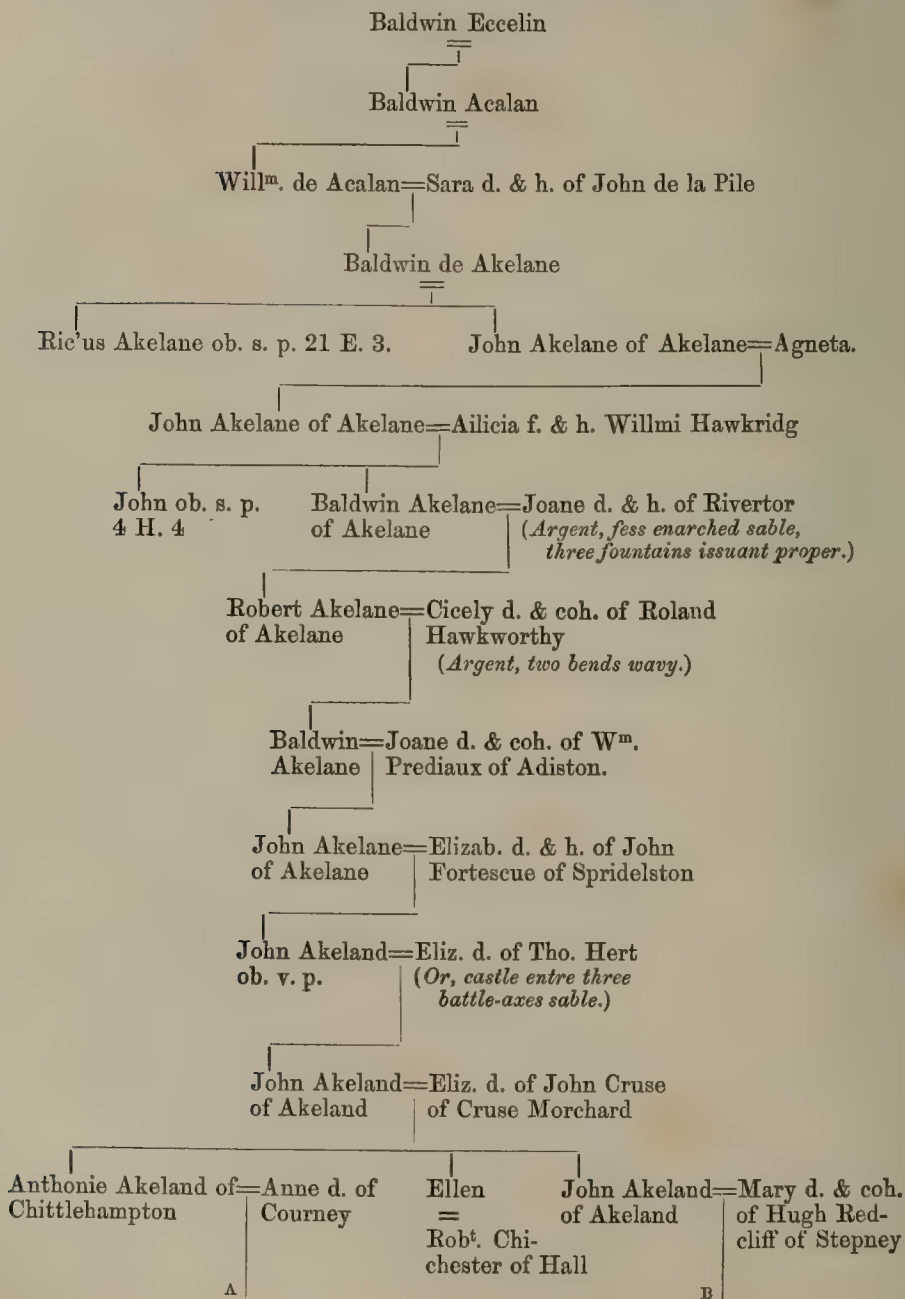 Baldwin Eccelin
=
Baldwin Acalan
=
Willᵐ. de Acalan=Sara d. & h. of John de la Pile
Baldwin de Akelane
=
Ric'us Akelane ob. s. p. 21 E. 3. John Akelane of Akelane=Agneta.
John Akelane of Akelane=Ailicia f. & h. Willmi Hawkridg
John ob. s. p. Baldwin Akelane=Joane d. & h. of Rivertor
4 H. 4 of Akelane (Argent, fess enarched sable,
three fountains issuant proper.)
Robert Akelane=Cicely d. & coh. of Roland
of Akelane Hawkworthy
(Argent, two bends wavy.)
Baldwin=Joane d. & coh. of Wᵐ.
Akelane Prediaux of Adiston.
John Akelane=Elizab. d. & h. of John
of Akelane Fortescue of Spridelston
John Akeland=Eliz. d. of Tho. Hert
ob. v. p. (Or, castle entre three
battle-axes sable.)
John Akeland=Eliz. d. of John Cruse
of Akeland of Cruse Morchard
Anthonie Akeland of=Anne d. of Ellen John Akeland=Mary d. & coh.
Chittlehampton Courney = of Akeland of Hugh Red-
Robᵗ. Chi- cliff of Stepney
chester of Hall
A B